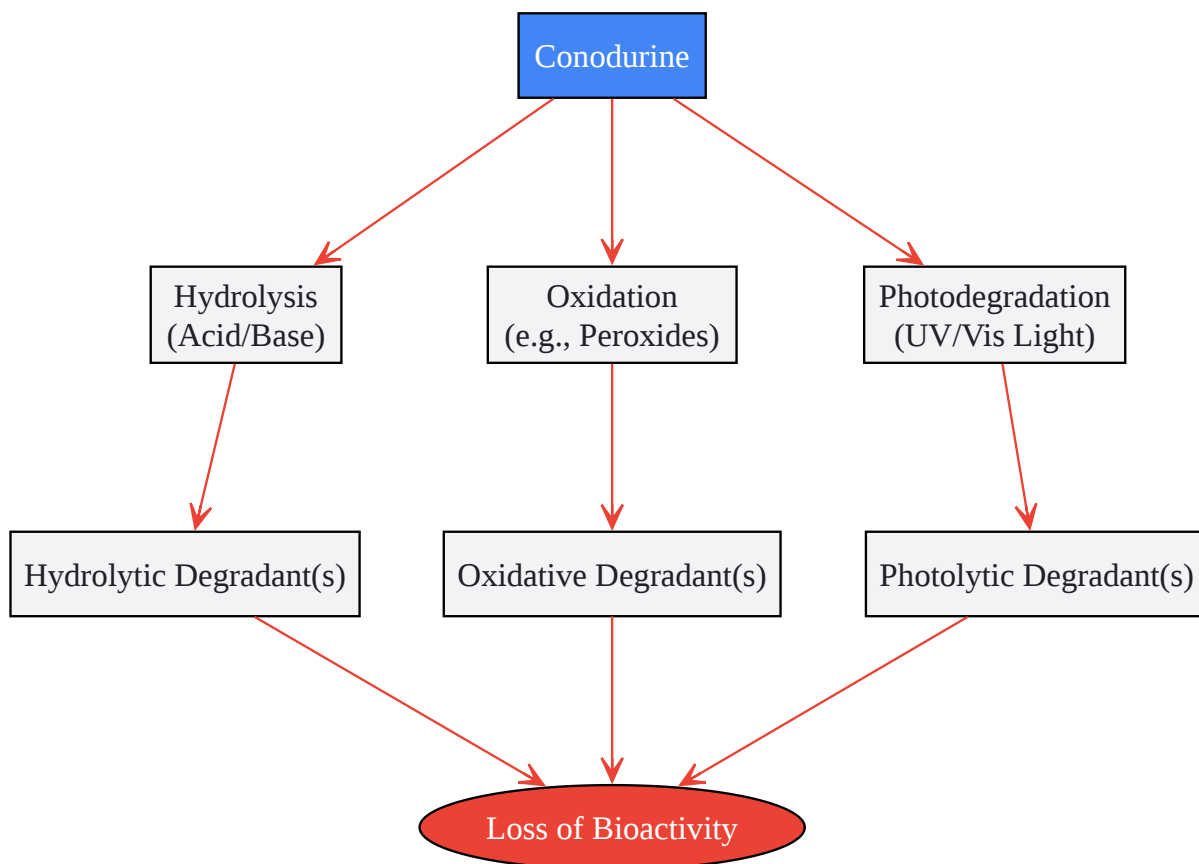 Conodurine
Hydrolysis
(Acid/Base)
Oxidation
(e.g., Peroxides)
Photodegradation
(UV/Vis Light)
Hydrolytic Degradant(s)
Oxidative Degradant(s)
Photolytic Degradant(s)
Loss of Bioactivity